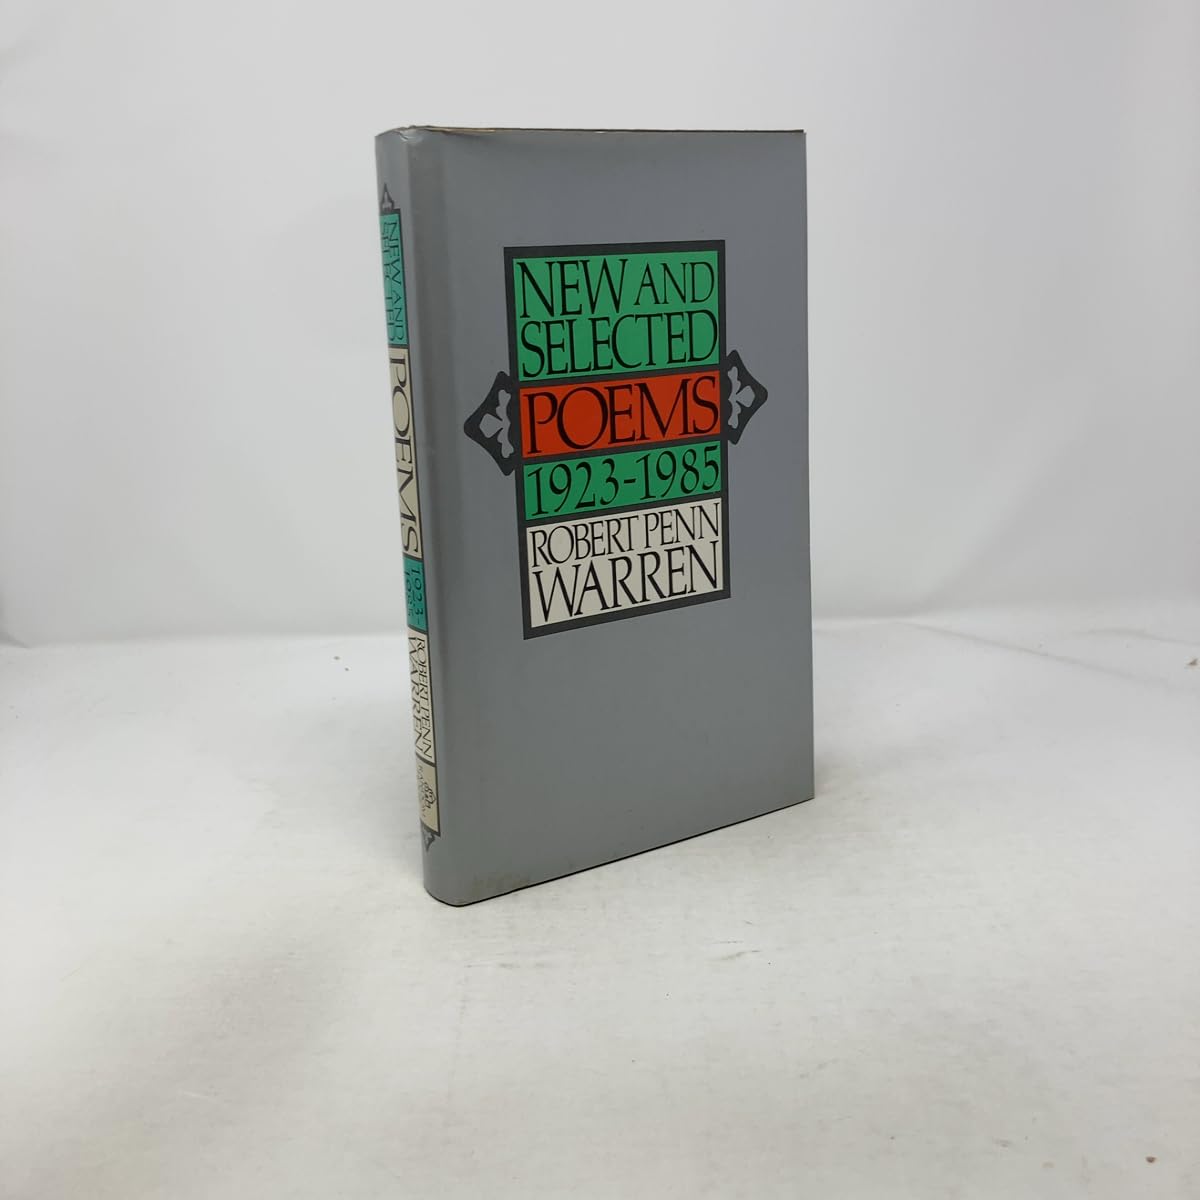 NEW AND
SELECTED
POEMS
1923-1985
ROBERT PENN
WARREN
NEW AND
SELECTED
POEMS
1923-
1985
ROBERT PENN
WARREN